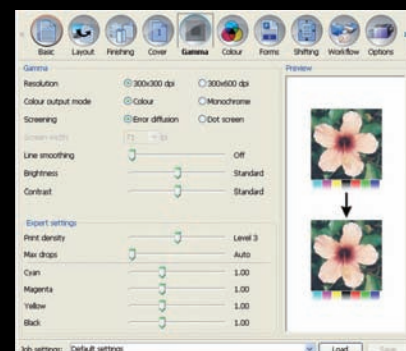 Basic Layout Finishing Cover Gamma Colour Forms Shifting Workflow Options
Gamma Preview
Resolution 300x300 dpi 300x600 dpi
Colour output mode Colour Monochrome
Screening Error diffusion Dot screen
Screen width 71 lpi
Line smoothing Off
Brightness Standard
Contrast Standard
Expert settings
Print density Level 3
Max drops Auto
Cyan 1.00
Magenta 1.00
Yellow 1.00
Black 1.00
Job settings: Default settings Load Save